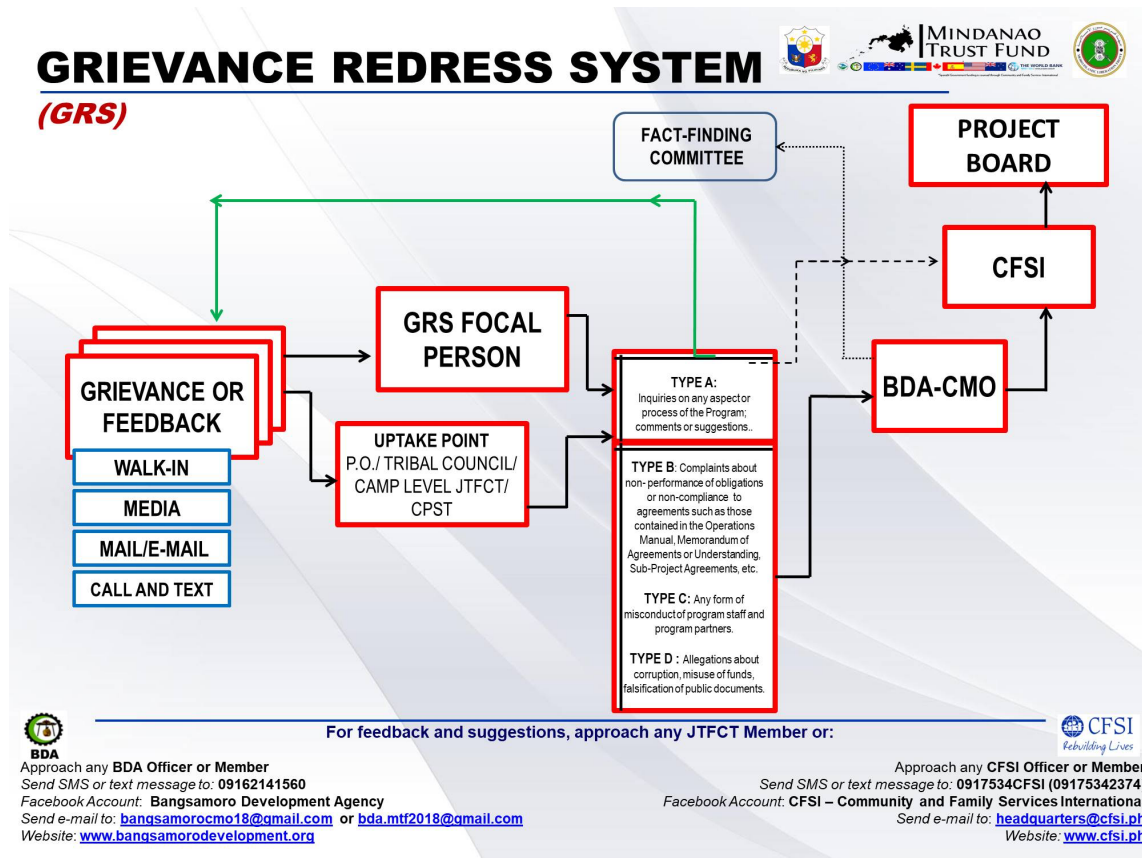 GRIEVANCE REDRESS SYSTEM
(GRS)
MINDANAO
TRUST FUND
THE WORLD BANK
FACT-FINDING
COMMITTEE
PROJECT
BOARD
CFSI
GRS FOCAL
PERSON
BDA-CMO
GRIEVANCE OR
FEEDBACK
WALK-IN
MEDIA
MAIL/E-MAIL
CALL AND TEXT
UPTAKE POINT
P.O./ TRIBAL COUNCIL/
CAMP LEVEL JTFCT/
CPST
TYPE A:
Inquiries on any aspect or
process of the Program;
comments or suggestions..
TYPE B: Complaints about
non- performance of obligations
or non-compliance to
agreements such as those
contained in the Operations
Manual, Memorandum of
Agreements or Understanding,
Sub-Project Agreements, etc.
TYPE C: Any form of
misconduct of program staff and
program partners.
TYPE D : Allegations about
corruption, misuse of funds,
falsification of public documents.
For feedback and suggestions, approach any JTFCT Member or:
BDA
Approach any BDA Officer or Member
Send SMS or text message to: 09162141560
Facebook Account: Bangsamoro Development Agency
Send e-mail to: bangsamorocmo18@gmail.com or bda.mtf2018@gmail.com
Website: www.bangsamorodevelopment.org
CFSI
Rebuilding Lives
Approach any CFSI Officer or Member
Send SMS or text message to: 0917534CFSI (09175342374
Facebook Account: CFSI – Community and Family Services International
Send e-mail to: headquarters@cfsi.ph
Website: www.cfsi.ph